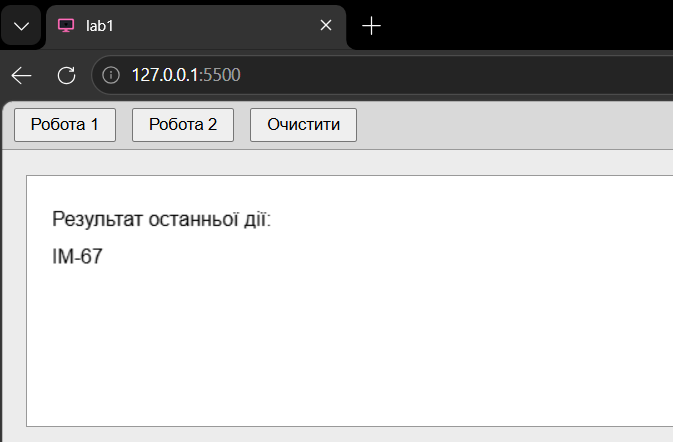 lab1
127.0.0.1:5500
Робота 1 Робота 2 Очистити
Результат останньої дії:
ІМ-67